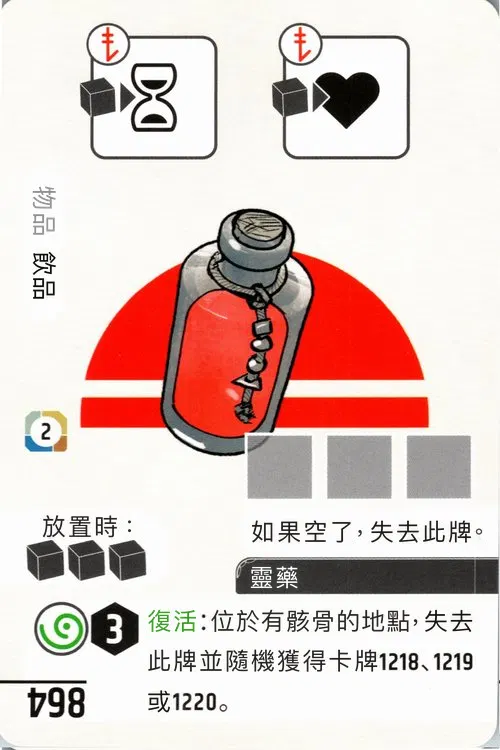 物品 飲品
2
放置時：
如果空了，失去此牌。
靈藥
3
復活：位於有骸骨的地點，失去
此牌並隨機獲得卡牌1218、1219
或1220。
864